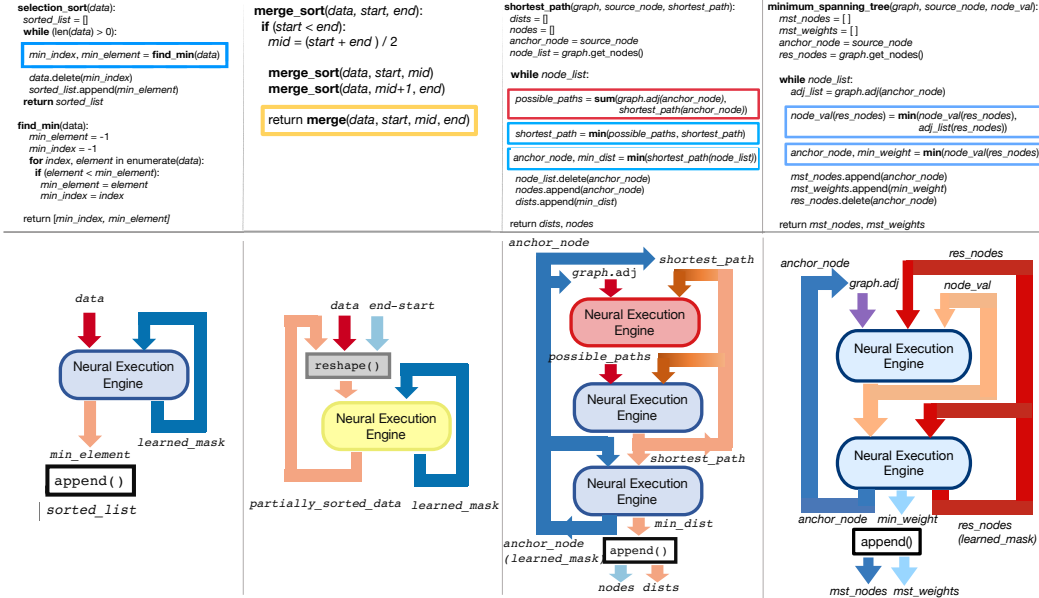 selection_sort(data):
sorted_list = []
while (len(data) > 0):
min_index, min_element = find_min(data)
data.delete(min_index)
sorted_list.append(min_element)
return sorted_list
find_min(data):
min_element = -1
min_index = -1
for index, element in enumerate(data):
if (element < min_element):
min_element = element
min_index = index
return [min_index, min_element]
merge_sort(data, start, end):
if (start < end):
mid = (start + end ) / 2
merge_sort(data, start, mid)
merge_sort(data, mid+1, end)
return merge(data, start, mid, end)
shortest_path(graph, source_node, shortest_path):
dists = []
nodes = []
anchor_node = source_node
node_list = graph.get_nodes()
while node_list:
possible_paths = sum(graph.adj(anchor_node),
shortest_path(anchor_node))
shortest_path = min(possible_paths, shortest_path)
anchor_node, min_dist = min(shortest_path(node_list))
node_list.delete(anchor_node)
nodes.append(anchor_node)
dists.append(min_dist)
return dists, nodes
minimum_spanning_tree(graph, source_node, node_val):
mst_nodes = [ ]
mst_weights = [ ]
anchor_node = source_node
res_nodes = graph.get_nodes()
while node_list:
adj_list = graph.adj(anchor_node)
node_val(res_nodes) = min(node_val(res_nodes),
adj_list(res_nodes))
anchor_node, min_weight = min(node_val(res_nodes)
mst_nodes.append(anchor_node)
mst_weights.append(min_weight)
res_nodes.delete(anchor_node)
return mst_nodes, mst_weights
data
Neural Execution
Engine
learned_mask
min_element
append()
sorted_list
data end-start
reshape()
Neural Execution
Engine
partially_sorted_data
learned_mask
anchor_node
shortest_path
graph.adj
Neural Execution
Engine
possible_paths
Neural Execution
Engine
shortest_path
Neural Execution
Engine
min_dist
anchor_node
(learned_mask)
append()
nodes dists
anchor_node
res_nodes
graph.adj
node_val
Neural Execution
Engine
Neural Execution
Engine
anchor_node
min_weight
res_nodes
(learned_mask)
append()
mst_nodes mst_weights